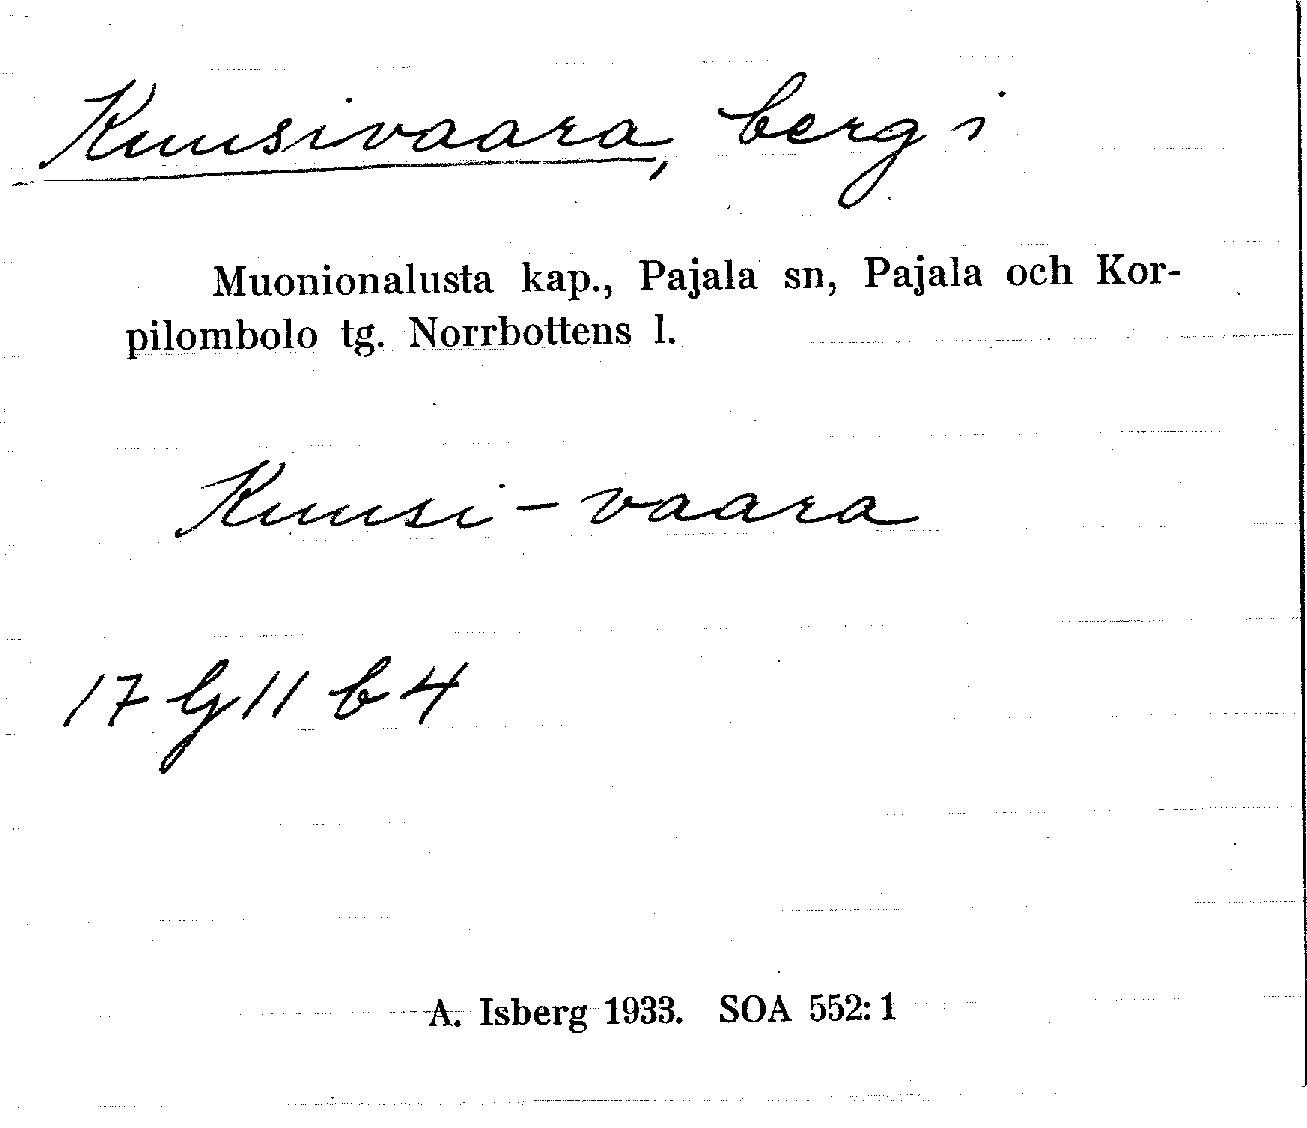 Kuusivaara, berg i
Muonionalusta kap., Pajala sn, Pajala och Kor-
pilombolo tg. Norrbottens l.
Kuusi-vaara
17 G 11 b 4
A. Isberg 1933. SOA 552:1